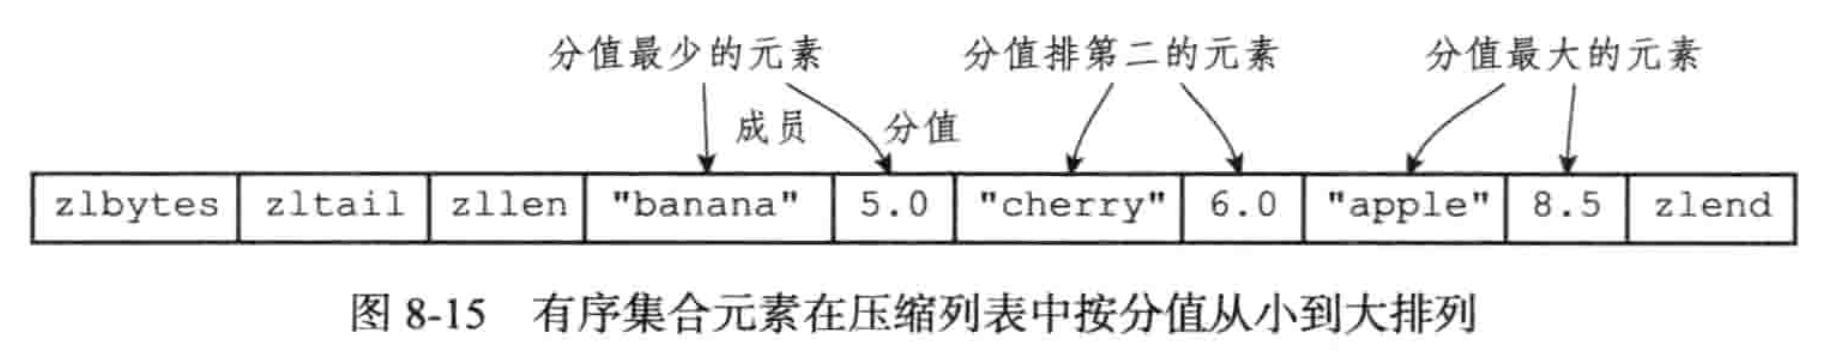 分值最少的元素 分值排第二的元素 分值最大的元素
成员 分值
zlbytes zltail zllen "banana" 5.0 "cherry" 6.0 "apple" 8.5 zlend
图 8-15 有序集合元素在压缩列表中按分值从小到大排列